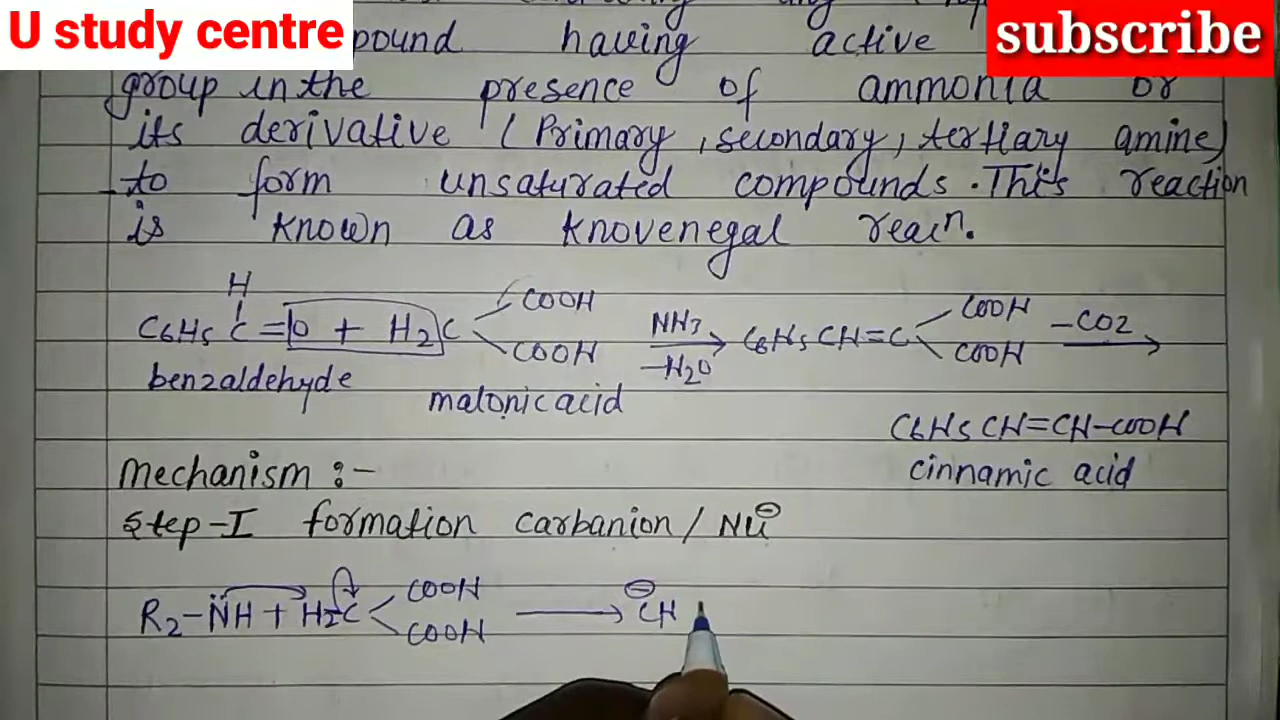 U study centre
subscribe
pound having active
group in the presence of ammonia or
its derivative (Primary, secondary, tertiary amine)
to form unsaturated compounds. This reaction
is known as knovenegal reacn.
H
C6H5 C=O + H2C COOH COOH NH3 -H2O C6H5CH=C COOH COOH -CO2
benzaldehyde
malonic acid
C6H5CH=CH-COOH
cinnamic acid
mechanism :-
Step-I formation carbanion/Nu⊖
R2-N̈H + H2C COOH COOH → ⊖CH